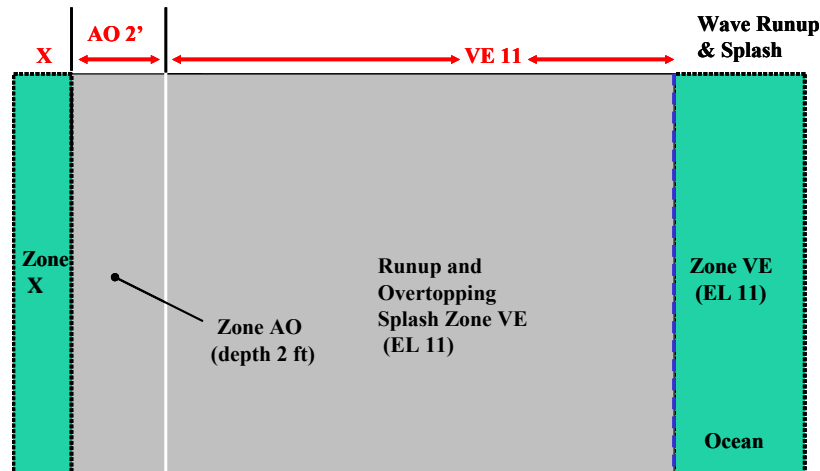 AO 2’
X
VE 11
Wave Runup
& Splash
Zone
X
Zone AO
(depth 2 ft)
Runup and
Overtopping
Splash Zone VE
(EL 11)
Zone VE
(EL 11)
Ocean